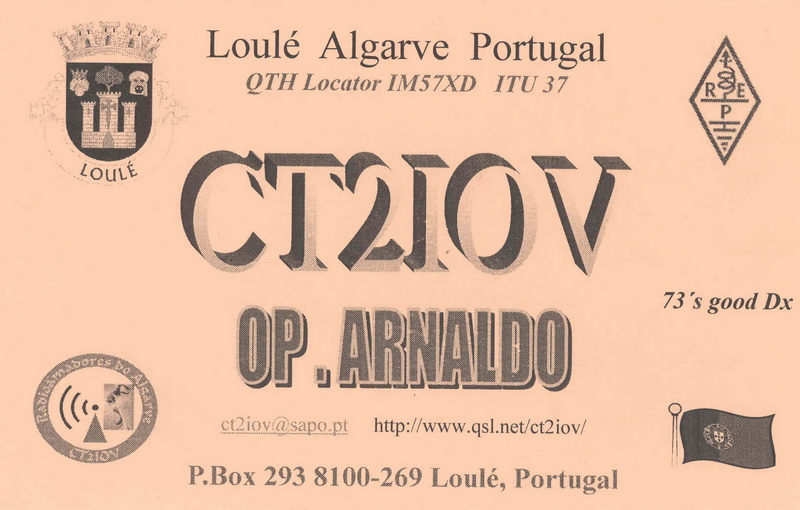 Loulé Algarve Portugal
QTH Locator IM57XD ITU 37
LOULÉ
R E
P
CT2IOV
73´s good Dx
OP . ARNALDO
Radioamadores do Algarve
CT2IOV
ct2iov@sapo.pt http://www.qsl.net/ct2iov/
P.Box 293 8100-269 Loulé, Portugal